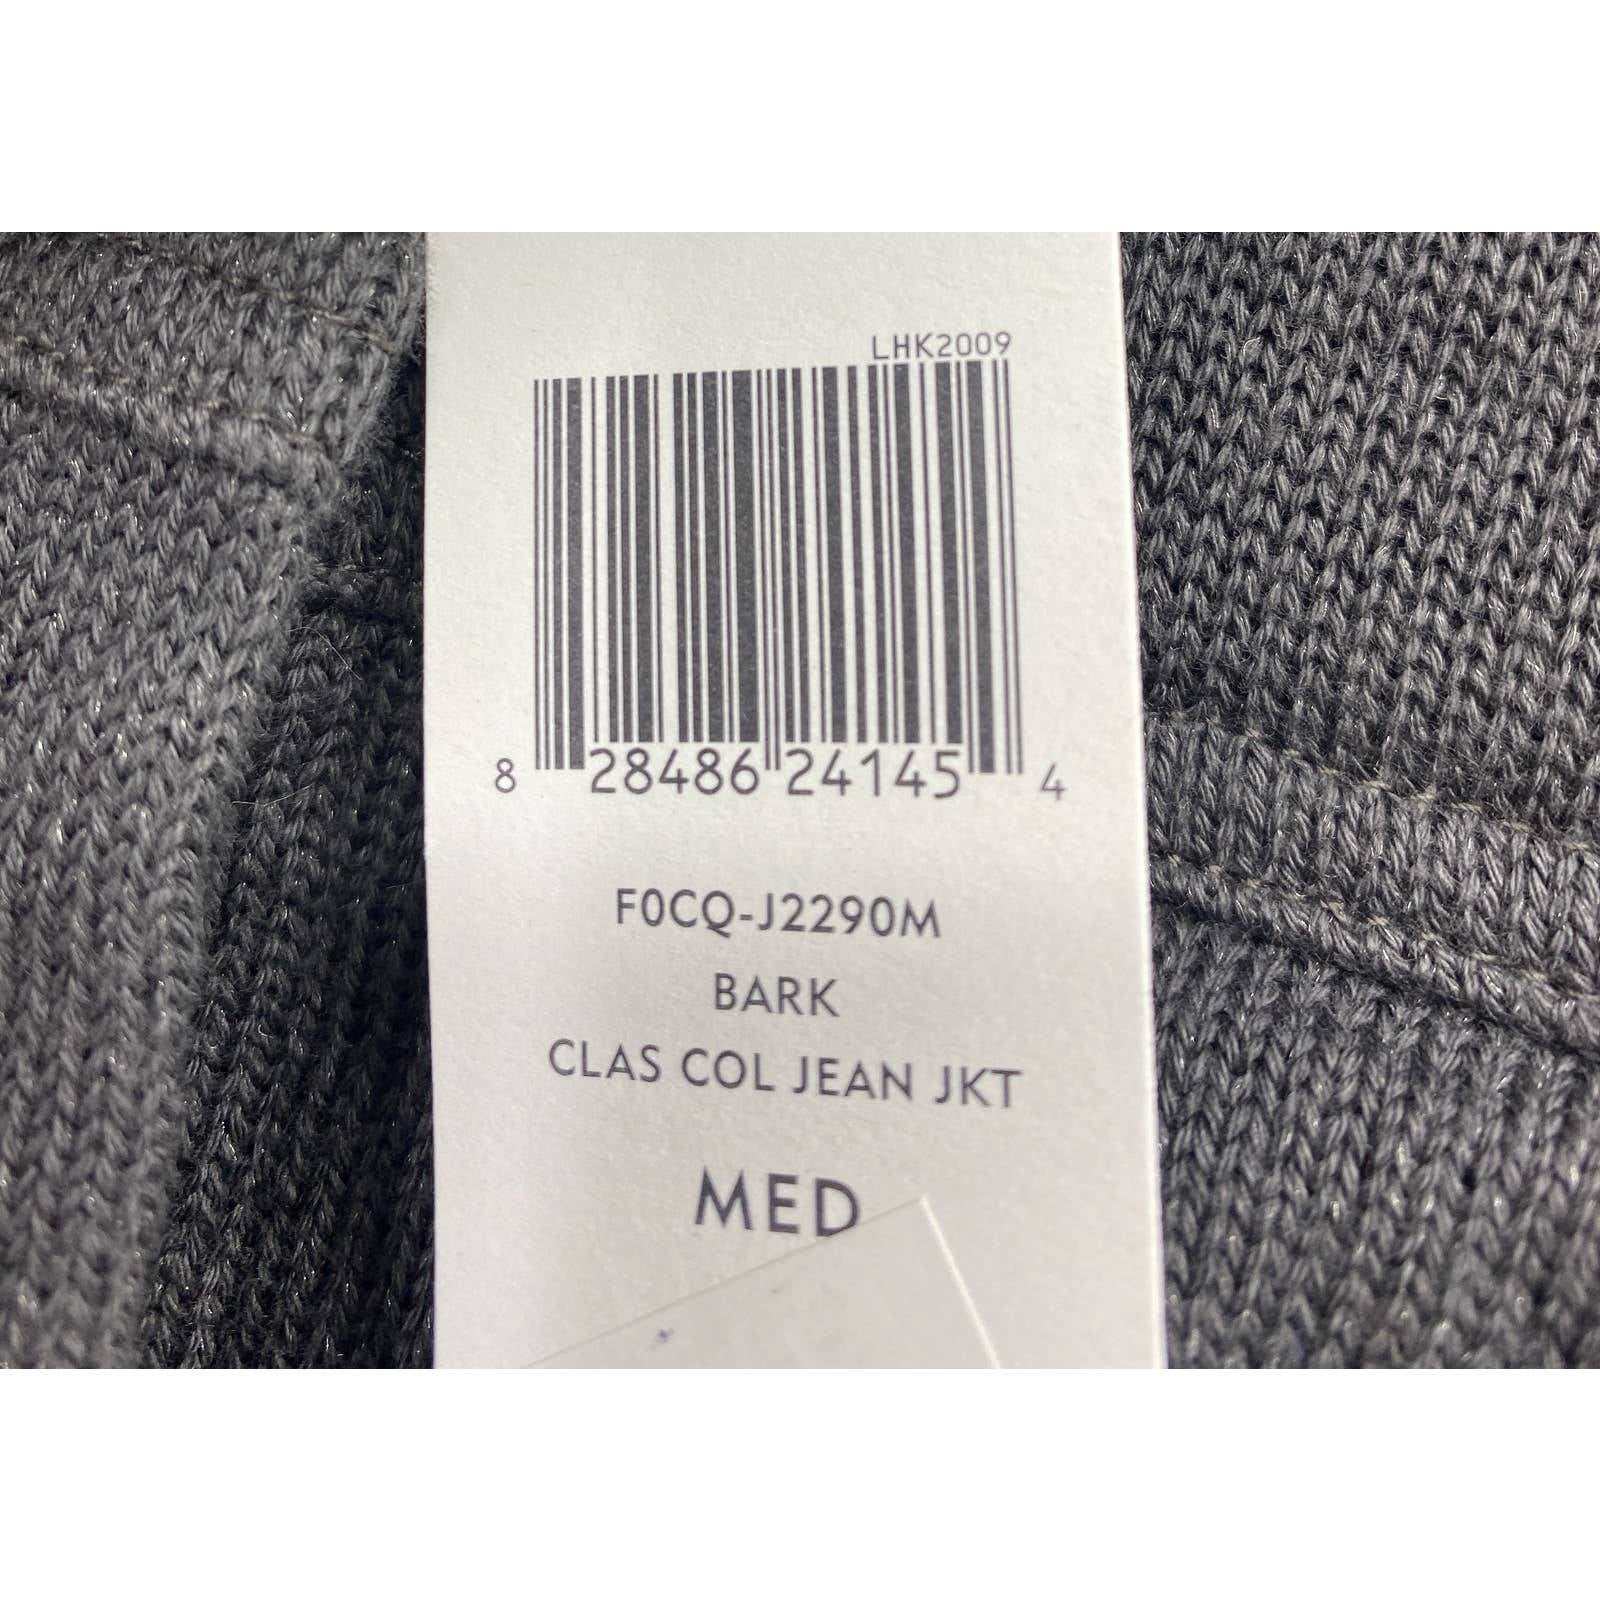 LHK2009
8 28486 24145 4
F0CQ-J2290M
BARK
CLAS COL JEAN JKT
MED